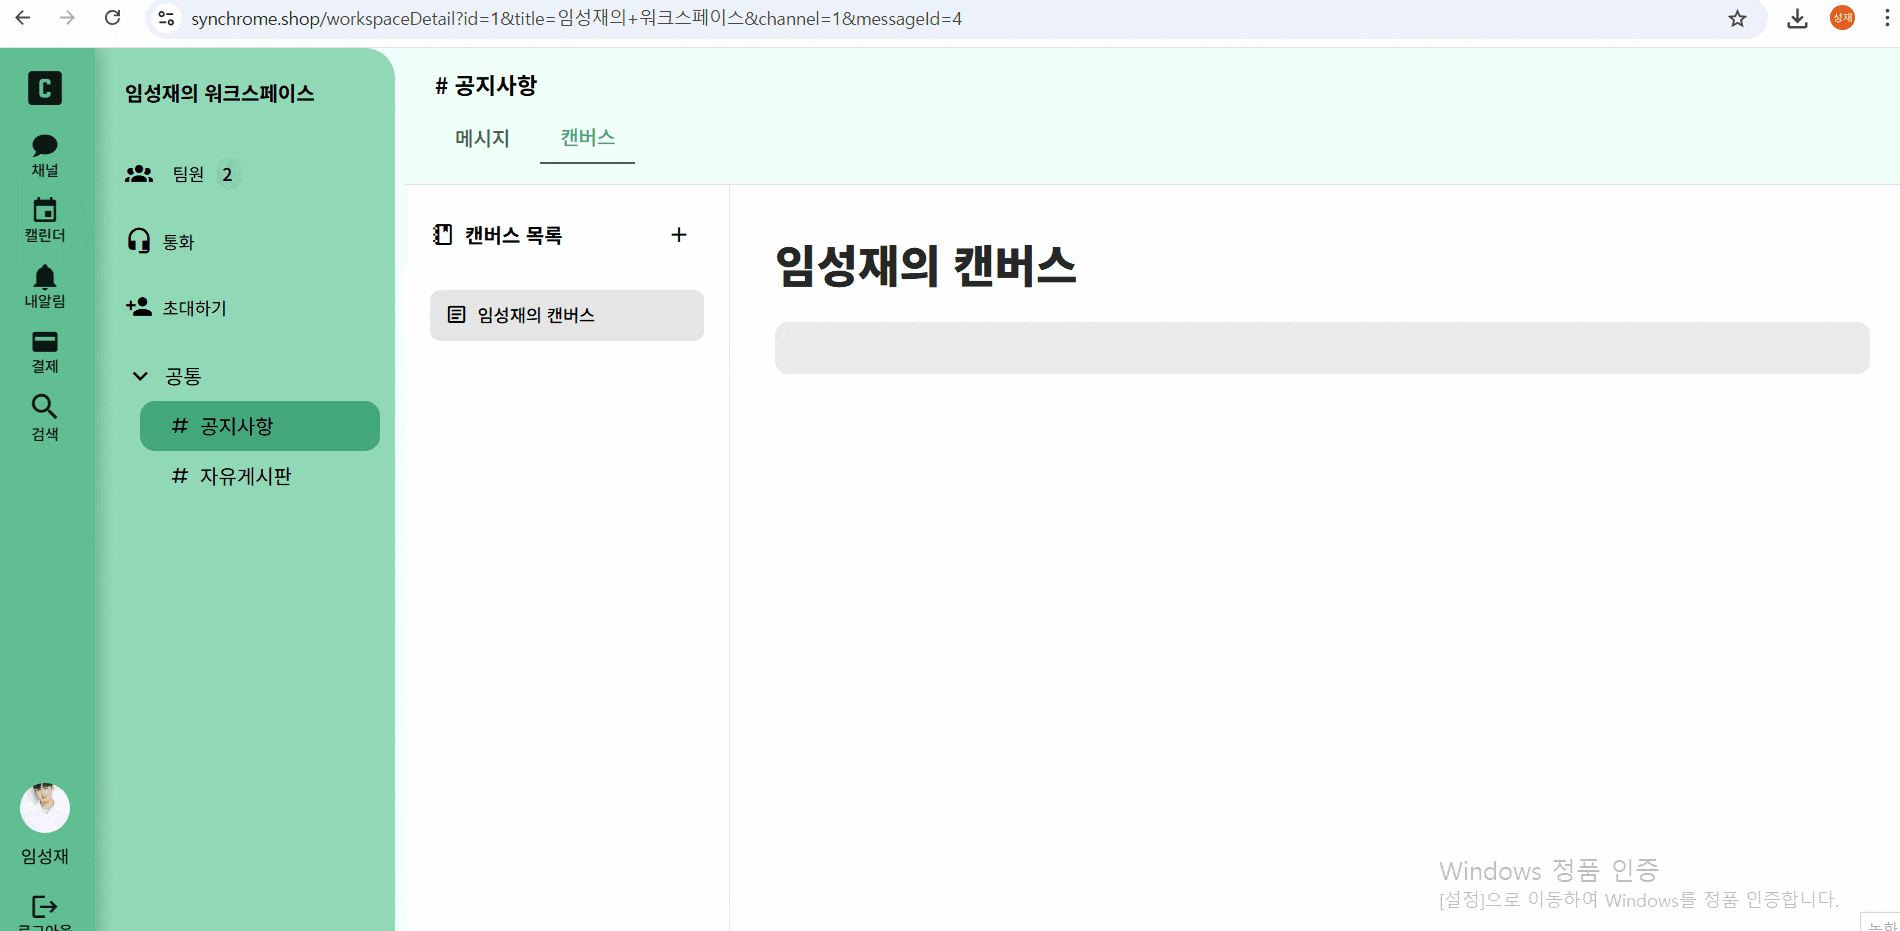 synchrome.shop/workspaceDetail?id=1&title=임성재의+워크스페이스&channel=1&messageId=4
성재
C
채널
캘린더
내알림
결제
검색
임성재
로그아웃
임성재의 워크스페이스
팀원 2
통화
초대하기
공통
# 공지사항
# 자유게시판
# 공지사항
메시지 캔버스
캔버스 목록 +
임성재의 캔버스
임성재의 캔버스
Windows 정품 인증
[설정]으로 이동하여 Windows를 정품 인증합니다.